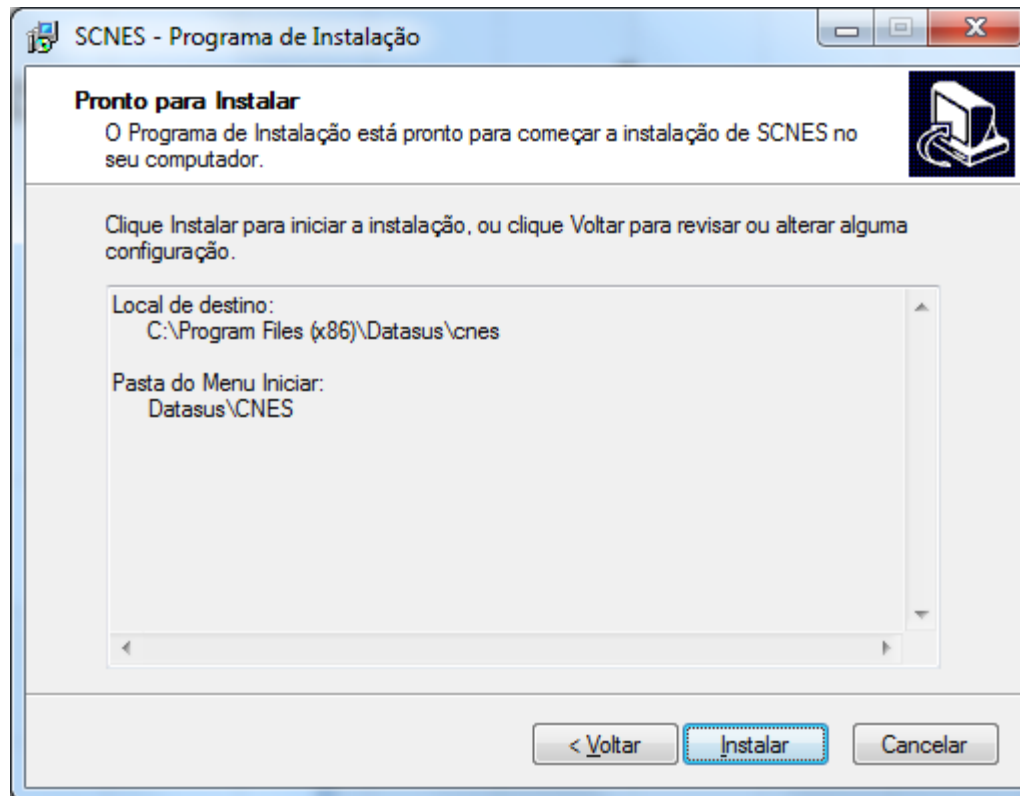 SCNES - Programa de Instalação
Pronto para Instalar
O Programa de Instalação está pronto para começar a instalação de SCNES no
seu computador.
Clique Instalar para iniciar a instalação, ou clique Voltar para revisar ou alterar alguma
configuração.
Local de destino:
C:\Program Files (x86)\Datasus\cnes
Pasta do Menu Iniciar:
Datasus\CNES
< Voltar
Instalar
Cancelar